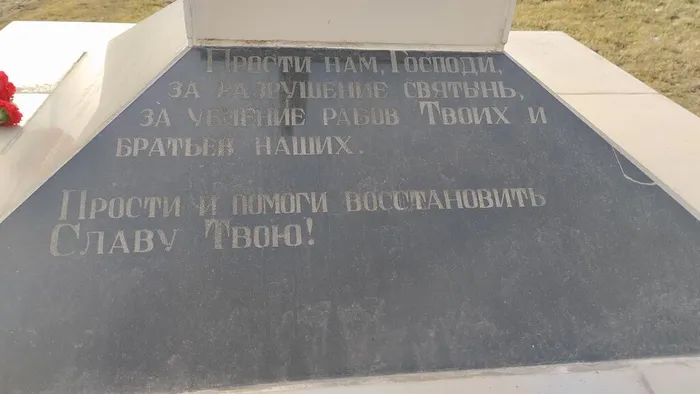 Прости нам, Господи,
за разрушение святынь,
за убиение рабов Твоих и
братьев наших.
Прости и помоги восстановить
Славу Твою!